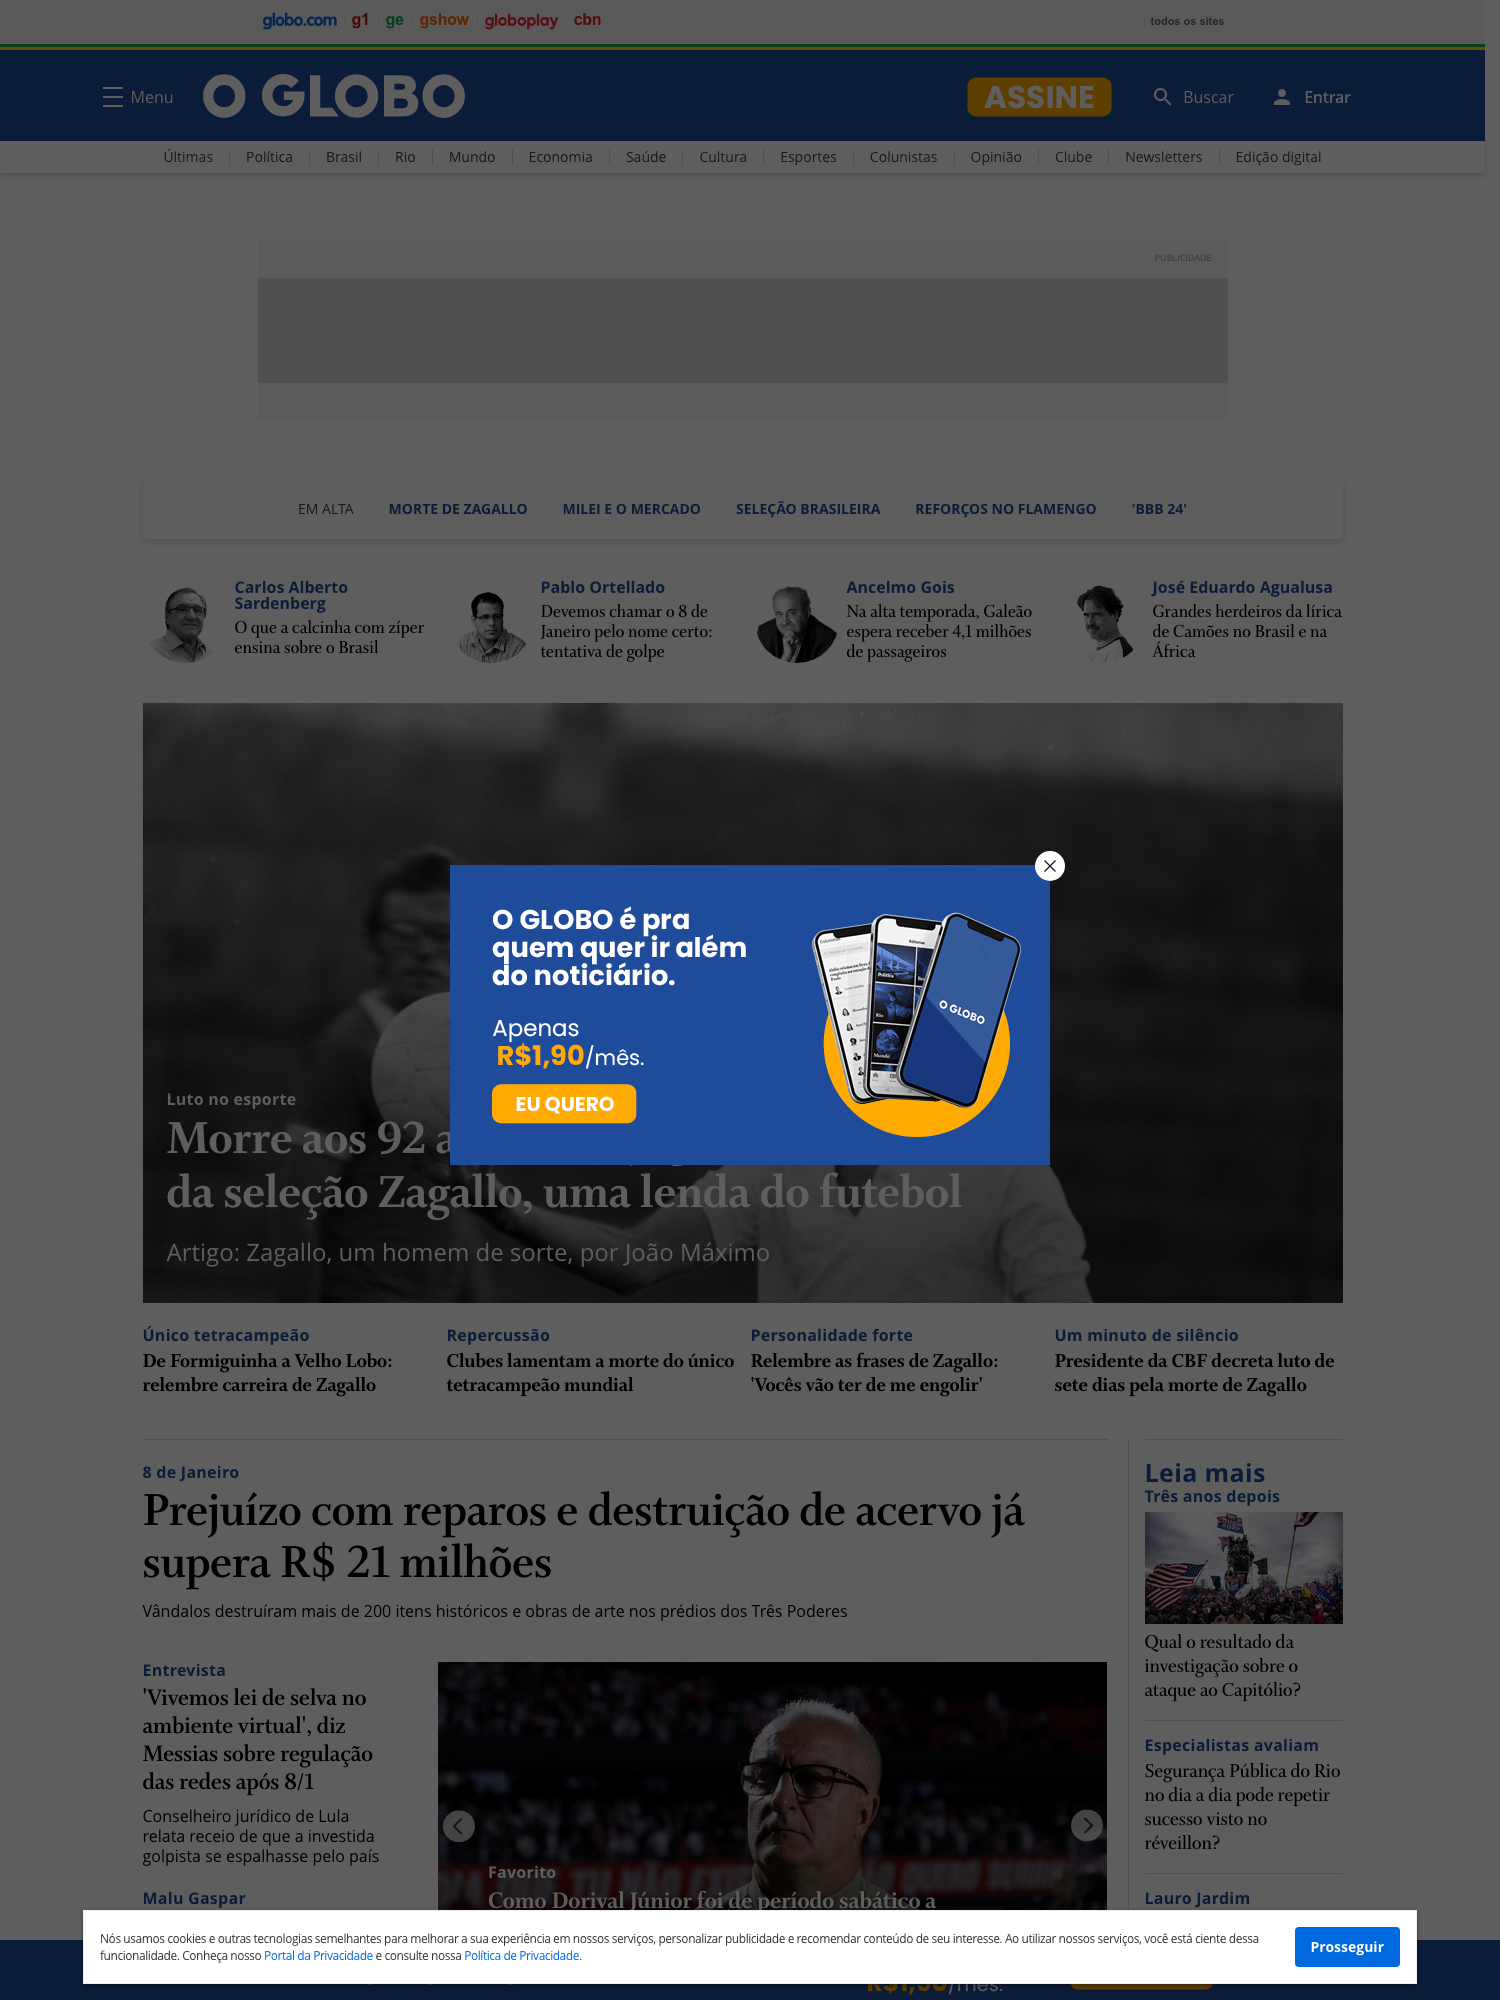 globo.com g1 ge gshow globoplay cbn todos os sites
Menu O GLOBO ASSINE Buscar Entrar
Últimas Política Brasil Rio Mundo Economia Saúde Cultura Esportes Colunistas Opinião Clube Newsletters Edição digital
PUBLICIDADE
EM ALTA MORTE DE ZAGALLO MILEI E O MERCADO SELEÇÃO BRASILEIRA REFORÇOS NO FLAMENGO 'BBB 24'
Carlos Alberto
Sardenberg
O que a calcinha com zíper
ensina sobre o Brasil
Pablo Ortellado
Devemos chamar o 8 de
Janeiro pelo nome certo:
tentativa de golpe
Ancelmo Gois
Na alta temporada, Galeão
espera receber 4,1 milhões
de passageiros
José Eduardo Agualusa
Grandes herdeiros da lírica
de Camões no Brasil e na
África
O GLOBO é pra
quem quer ir além
do noticiário.
Apenas
R$1,90/mês.
EU QUERO
Editorias
Política
Rio
Mundo
O GLOBO
Luto no esporte
Morre aos 92 a
da seleção Zagallo, uma lenda do futebol
Artigo: Zagallo, um homem de sorte, por João Máximo
Único tetracampeão
De Formiguinha a Velho Lobo:
relembre carreira de Zagallo
Repercussão
Clubes lamentam a morte do único
tetracampeão mundial
Personalidade forte
Relembre as frases de Zagallo:
'Vocês vão ter de me engolir'
Um minuto de silêncio
Presidente da CBF decreta luto de
sete dias pela morte de Zagallo
8 de Janeiro
Prejuízo com reparos e destruição de acervo já
supera R$ 21 milhões
Vândalos destruíram mais de 200 itens históricos e obras de arte nos prédios dos Três Poderes
Entrevista
'Vivemos lei de selva no
ambiente virtual', diz
Messias sobre regulação
das redes após 8/1
Conselheiro jurídico de Lula
relata receio de que a investida
golpista se espalhasse pelo país
Malu Gaspar
Favorito
Como Dorival Júnior foi de período sabático a
Leia mais
Três anos depois
Qual o resultado da
investigação sobre o
ataque ao Capitólio?
Especialistas avaliam
Segurança Pública do Rio
no dia a dia pode repetir
sucesso visto no
réveillon?
Lauro Jardim
Nós usamos cookies e outras tecnologias semelhantes para melhorar a sua experiência em nossos serviços, personalizar publicidade e recomendar conteúdo de seu interesse. Ao utilizar nossos serviços, você está ciente dessa
funcionalidade. Conheça nosso Portal da Privacidade e consulte nossa Política de Privacidade.
Prosseguir
R$1,90/mês.